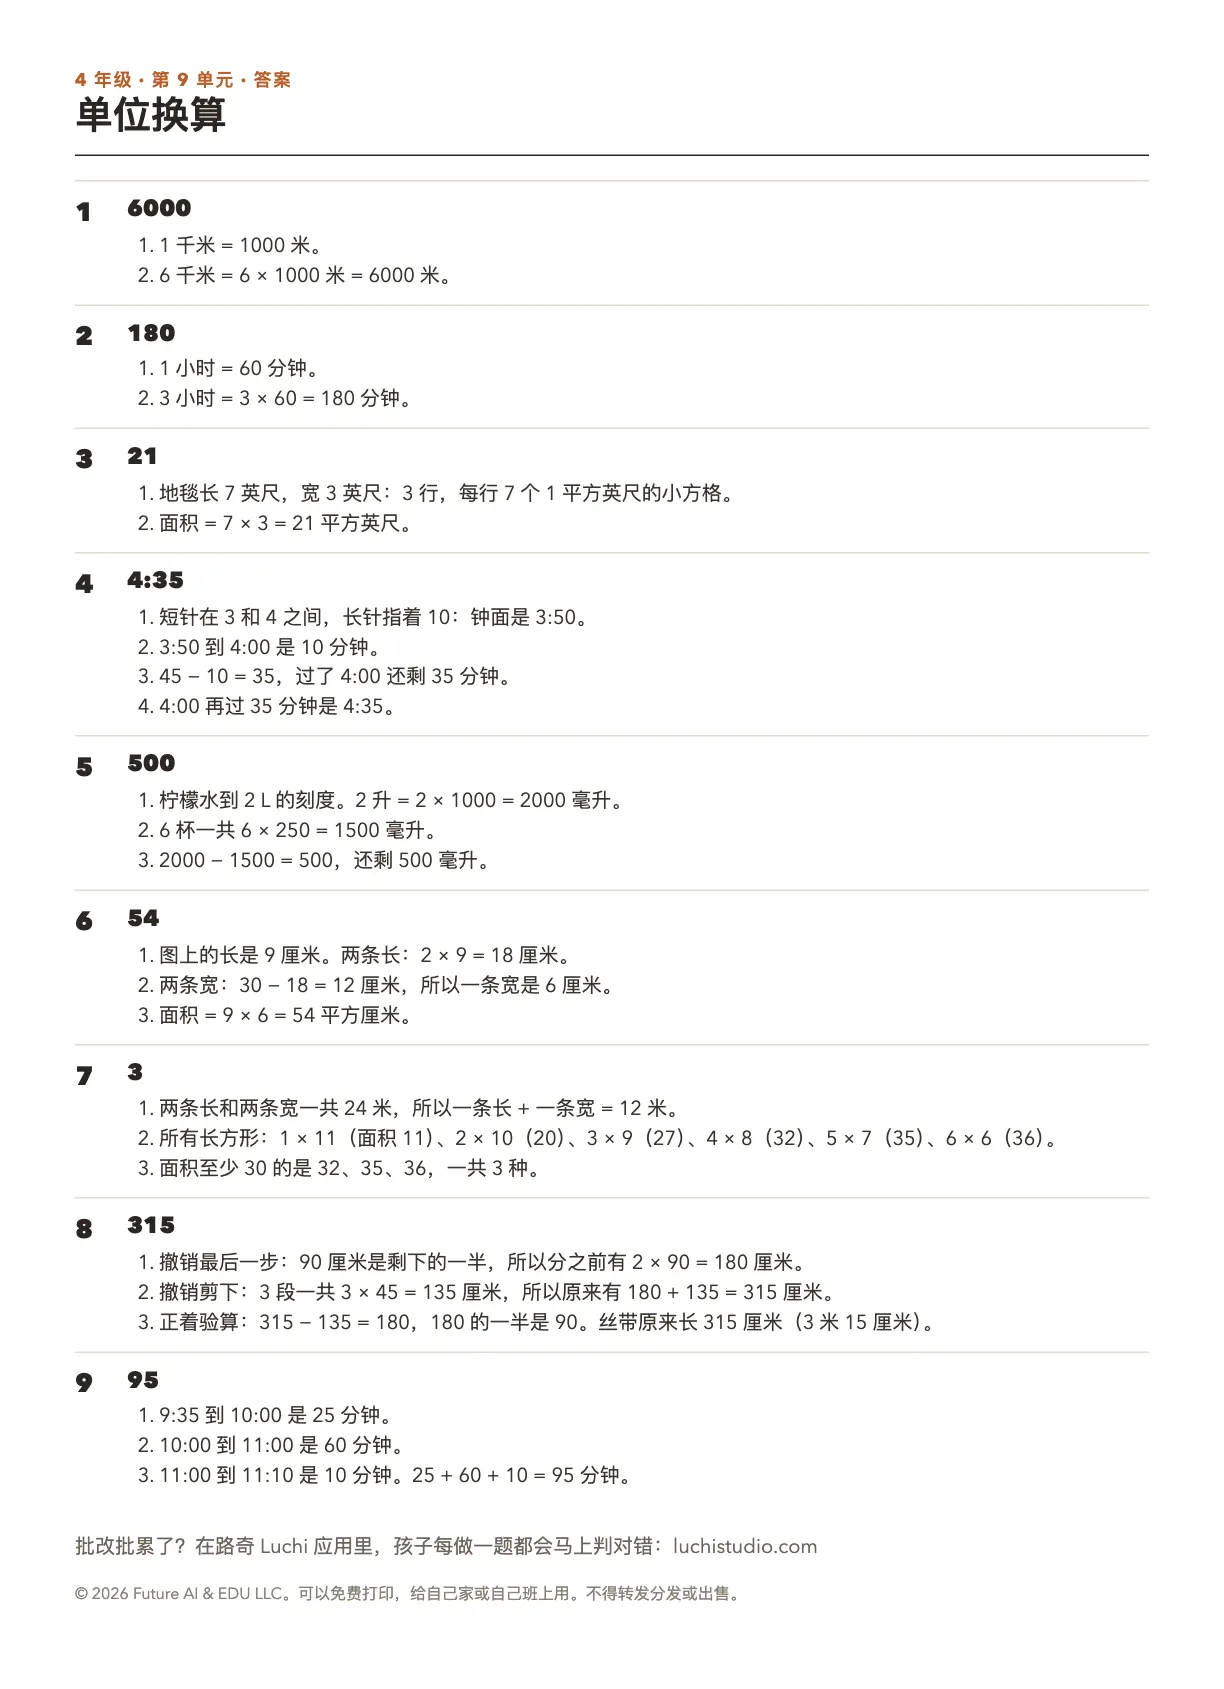 4 年级 · 第 9 单元 · 答案
单位换算
1 6000
1. 1 千米 = 1000 米。
2. 6 千米 = 6 × 1000 米 = 6000 米。
2 180
1. 1 小时 = 60 分钟。
2. 3 小时 = 3 × 60 = 180 分钟。
3 21
1. 地毯长 7 英尺，宽 3 英尺：3 行，每行 7 个 1 平方英尺的小方格。
2. 面积 = 7 × 3 = 21 平方英尺。
4 4:35
1. 短针在 3 和 4 之间，长针指着 10：钟面是 3:50。
2. 3:50 到 4:00 是 10 分钟。
3. 45 − 10 = 35，过了 4:00 还剩 35 分钟。
4. 4:00 再过 35 分钟是 4:35。
5 500
1. 柠檬水到 2 L 的刻度。2 升 = 2 × 1000 = 2000 毫升。
2. 6 杯一共 6 × 250 = 1500 毫升。
3. 2000 − 1500 = 500，还剩 500 毫升。
6 54
1. 图上的长是 9 厘米。两条长：2 × 9 = 18 厘米。
2. 两条宽：30 − 18 = 12 厘米，所以一条宽是 6 厘米。
3. 面积 = 9 × 6 = 54 平方厘米。
7 3
1. 两条长和两条宽一共 24 米，所以一条长 + 一条宽 = 12 米。
2. 所有长方形：1 × 11（面积 11）、2 × 10（20）、3 × 9（27）、4 × 8（32）、5 × 7（35）、6 × 6（36）。
3. 面积至少 30 的是 32、35、36，一共 3 种。
8 315
1. 撤销最后一步：90 厘米是剩下的一半，所以分之前有 2 × 90 = 180 厘米。
2. 撤销剪下：3 段一共 3 × 45 = 135 厘米，所以原来有 180 + 135 = 315 厘米。
3. 正着验算：315 − 135 = 180，180 的一半是 90。丝带原来长 315 厘米（3 米 15 厘米）。
9 95
1. 9:35 到 10:00 是 25 分钟。
2. 10:00 到 11:00 是 60 分钟。
3. 11:00 到 11:10 是 10 分钟。25 + 60 + 10 = 95 分钟。
批改批累了？在路奇 Luchi 应用里，孩子每做一题都会马上判对错：luchistudio.com
© 2026 Future AI & EDU LLC。可以免费打印，给自己家或自己班上用。不得转发分发或出售。